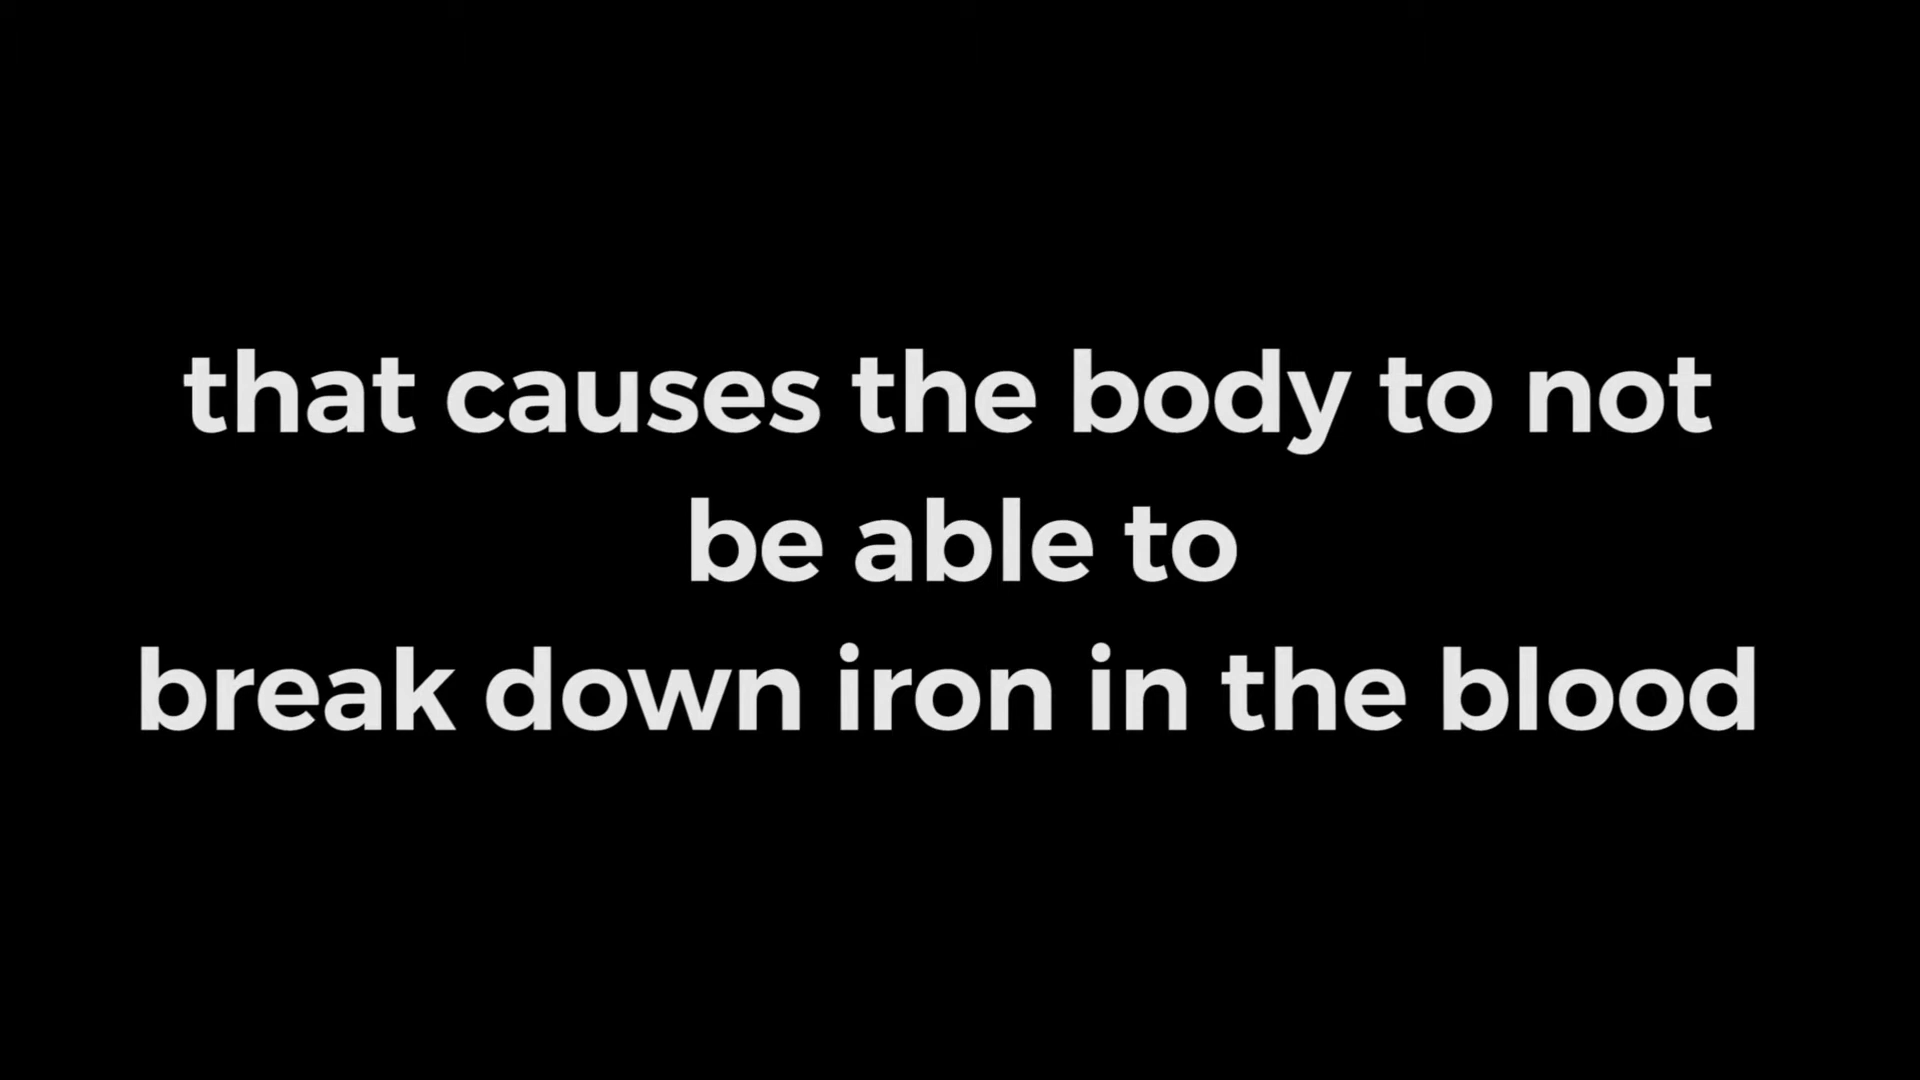 that causes the body to not
be able to
break down iron in the blood